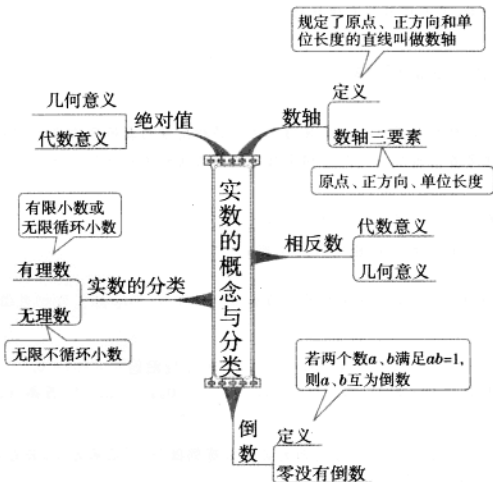 规定了原点、正方向和单
位长度的直线叫做数轴
几何意义
绝对值
代数意义
定义
数轴
数轴三要素
原点、正方向、单位长度
实数的概念与分类
有限小数或
无限循环小数
有理数
实数的分类
无理数
无限不循环小数
相反数
代数意义
几何意义
若两个数a、b满足ab=1,
则a、b互为倒数
倒数
定义
零没有倒数